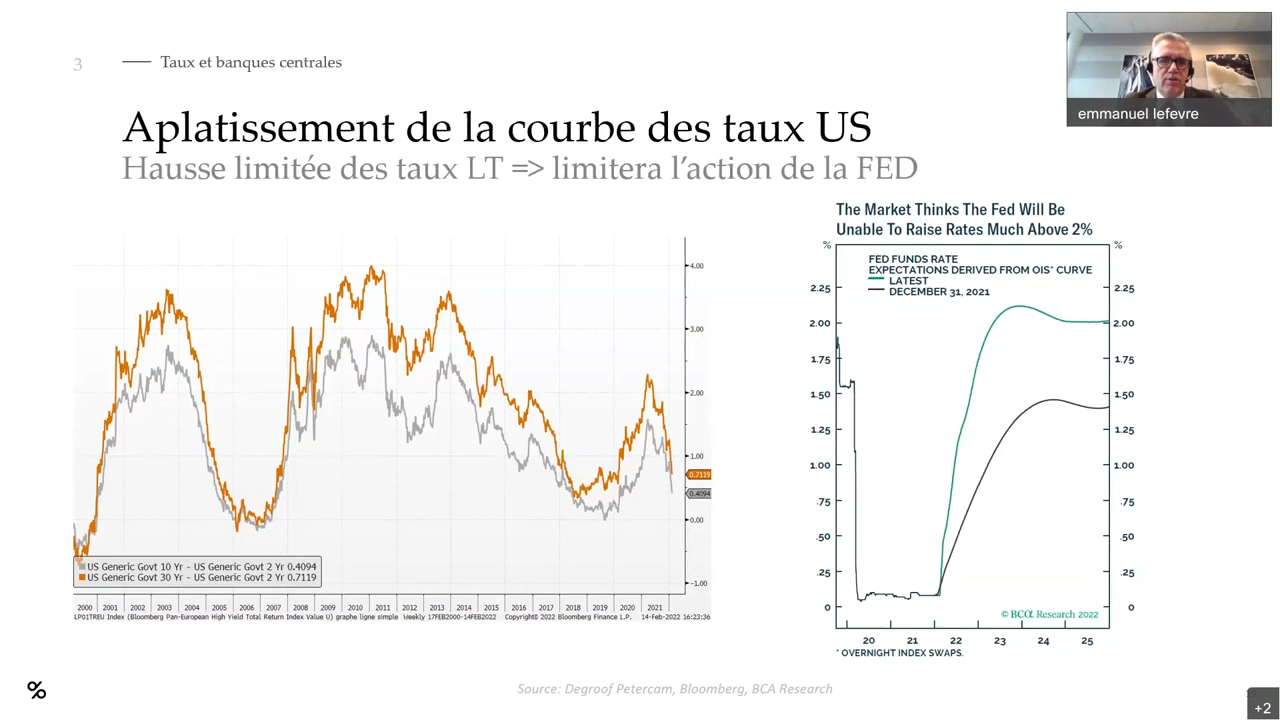 3
Taux et banques centrales
emmanuel lefevre
Aplatissement de la courbe des taux US
Hausse limitée des taux LT => limitera l’action de la FED
4.00
3.00
2.00
1.00
0.7119
0.4094
0.00
-1.00
US Generic Govt 10 Yr - US Generic Govt 2 Yr 0.4094
US Generic Govt 30 Yr - US Generic Govt 2 Yr 0.7119
2000 2001 2002 2003 2004 2005 2006 2007 2008 2009 2010 2011 2012 2013 2014 2015 2016 2017 2018 2019 2020 2021
LP01TREU Index (Bloomberg Pan-European High Yield Total Return Index Value U) graphe ligne simple Weekly 17FEB2000-14FEB2022 Copyright© 2022 Bloomberg Finance L.P. 14-Feb-2022 16:23:36
The Market Thinks The Fed Will Be
Unable To Raise Rates Much Above 2%
% %
FED FUNDS RATE
EXPECTATIONS DERIVED FROM OIS* CURVE
LATEST
DECEMBER 31, 2021
2.25 2.25
2.00 2.00
1.75 1.75
1.50 1.50
1.25 1.25
1.00 1.00
.75 .75
.50 .50
.25 .25
0 0
© BCα Research 2022
20 21 22 23 24 25
* OVERNIGHT INDEX SWAPS.
%
Source: Degroof Petercam, Bloomberg, BCA Research
+2